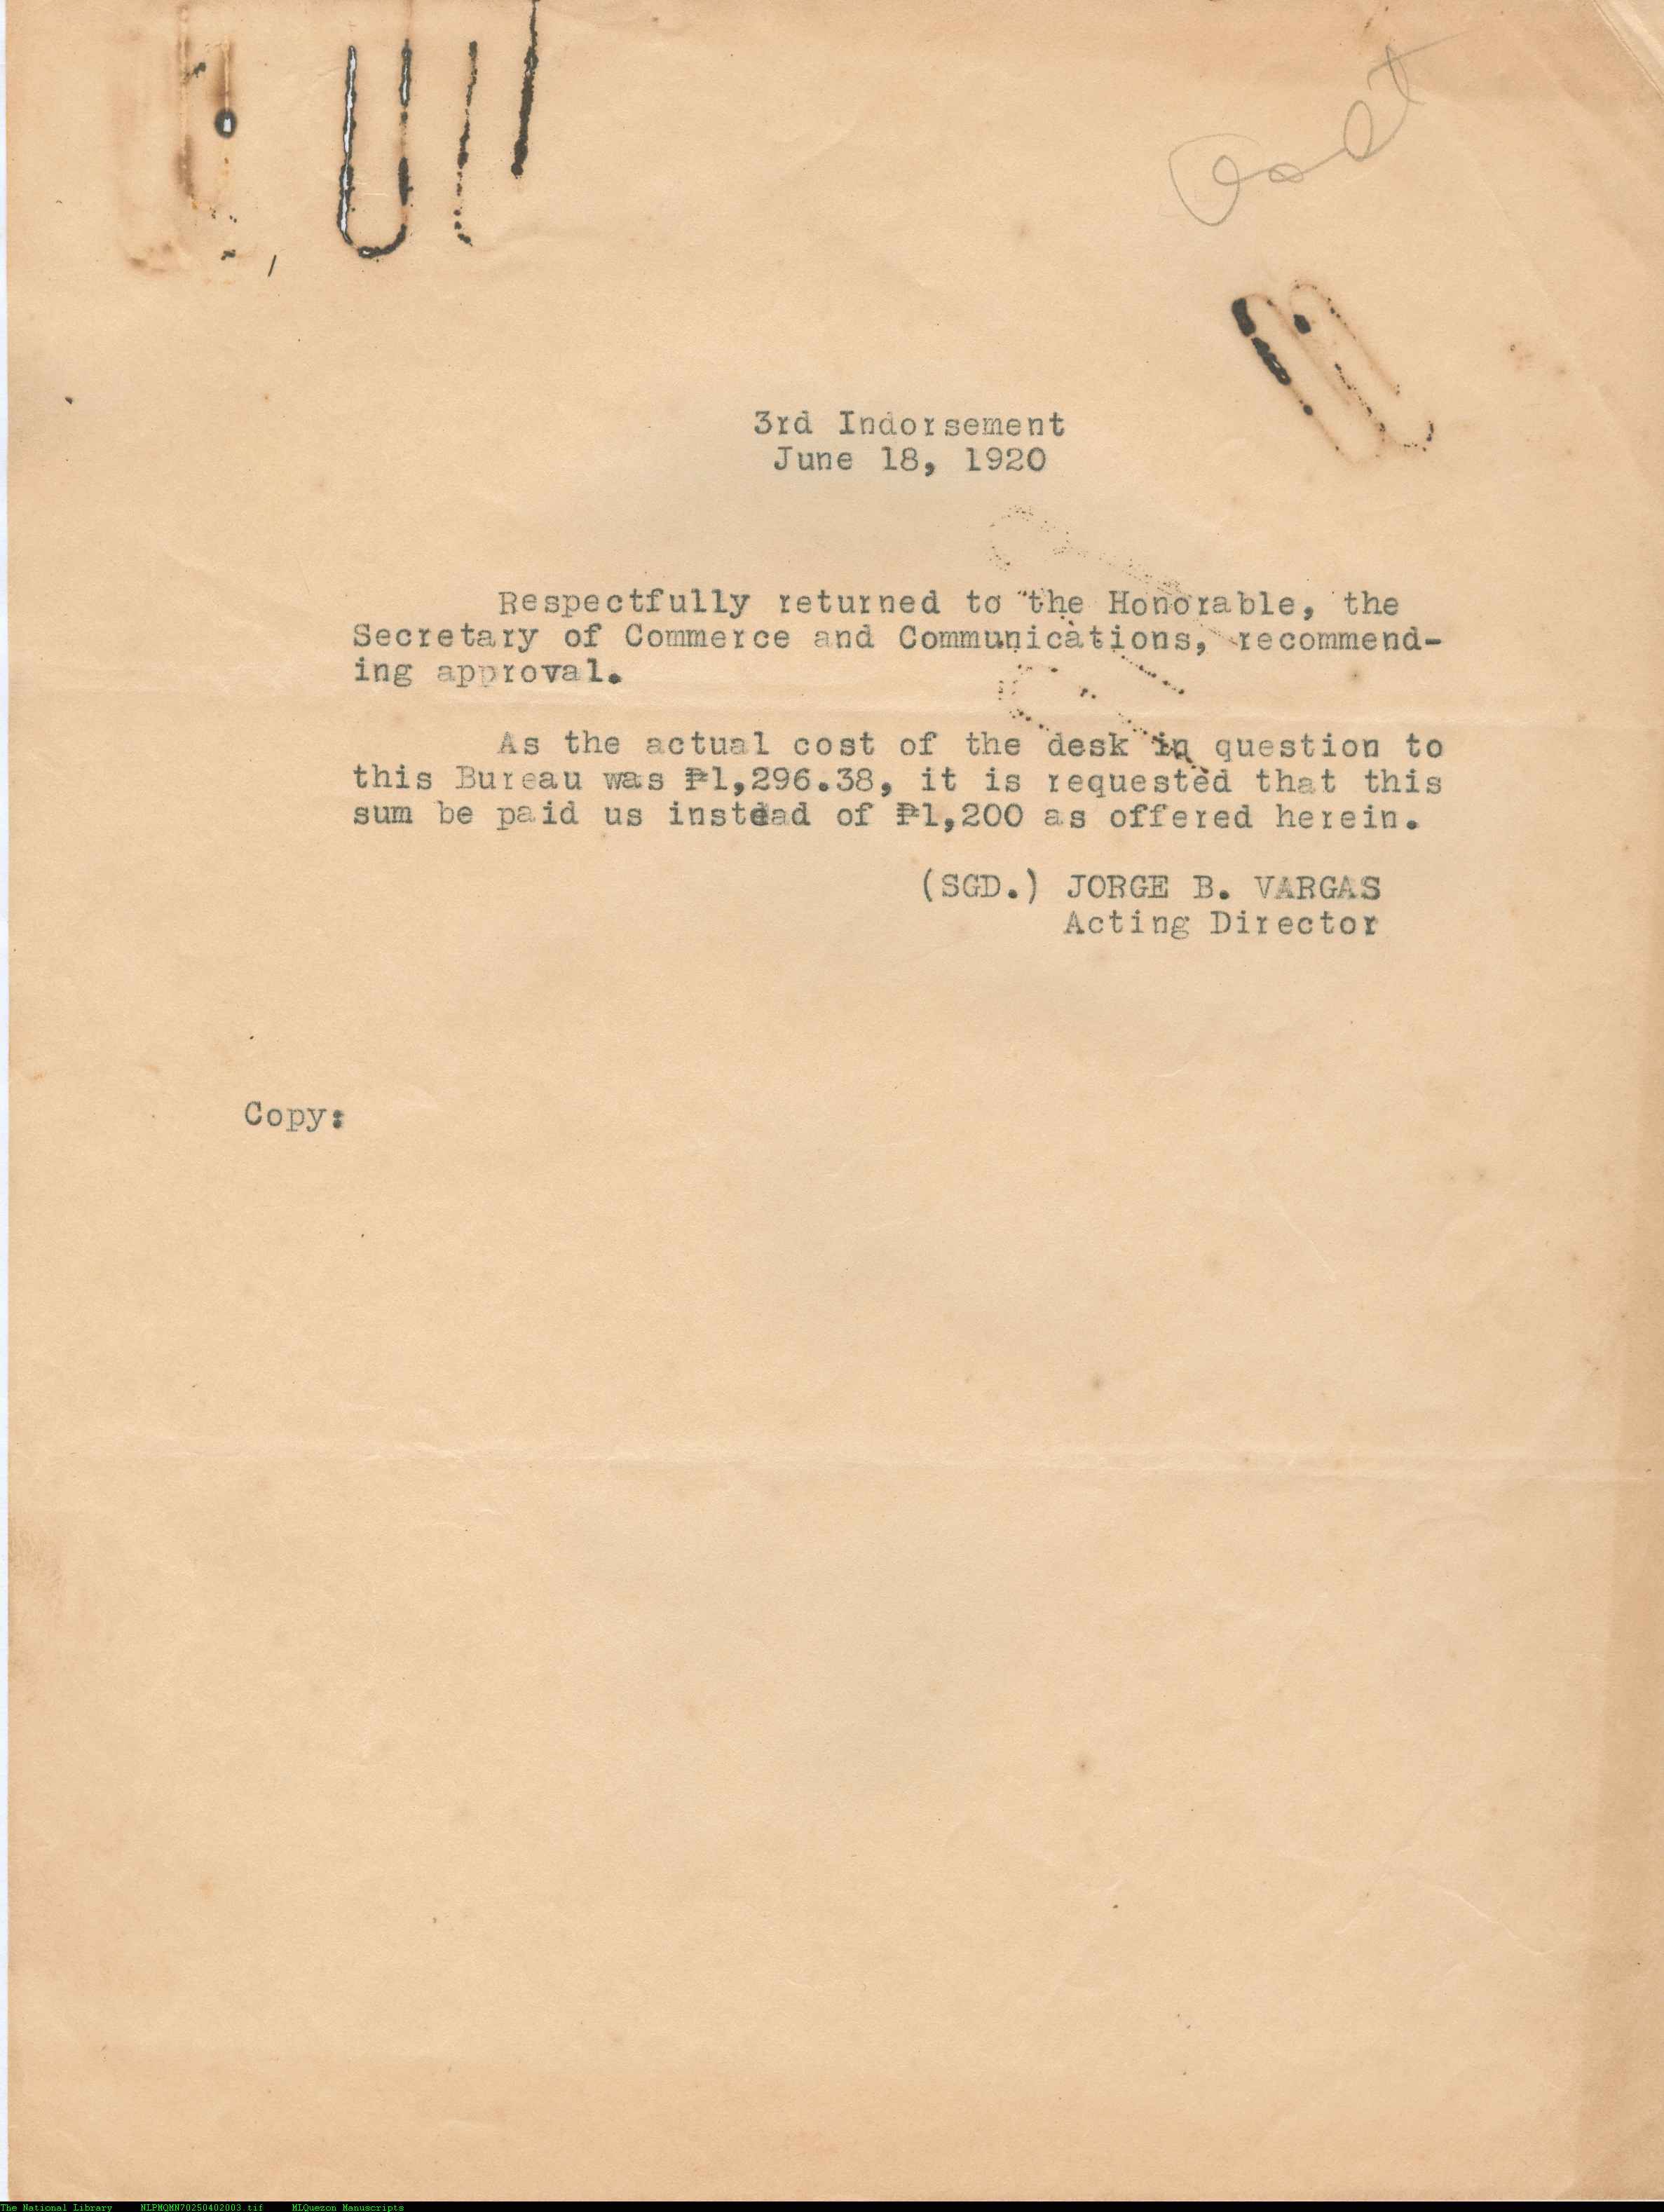 3rd Indorsement
June 18, 1920
Respectfully returned to the Honorable, the
Secretary of Commerce and Communications, recommend-
ing approval.
As the actual cost of the desk in question to
this Bureau was ₱1,296.38, it is requested that this
sum be paid us instead of ₱1,200 as offered herein.
(SGD.) JORGE B. VARGAS
Acting Director
Copy:
The National Library NLPMQMN70250402003.tif MLQuezon Manuscripts